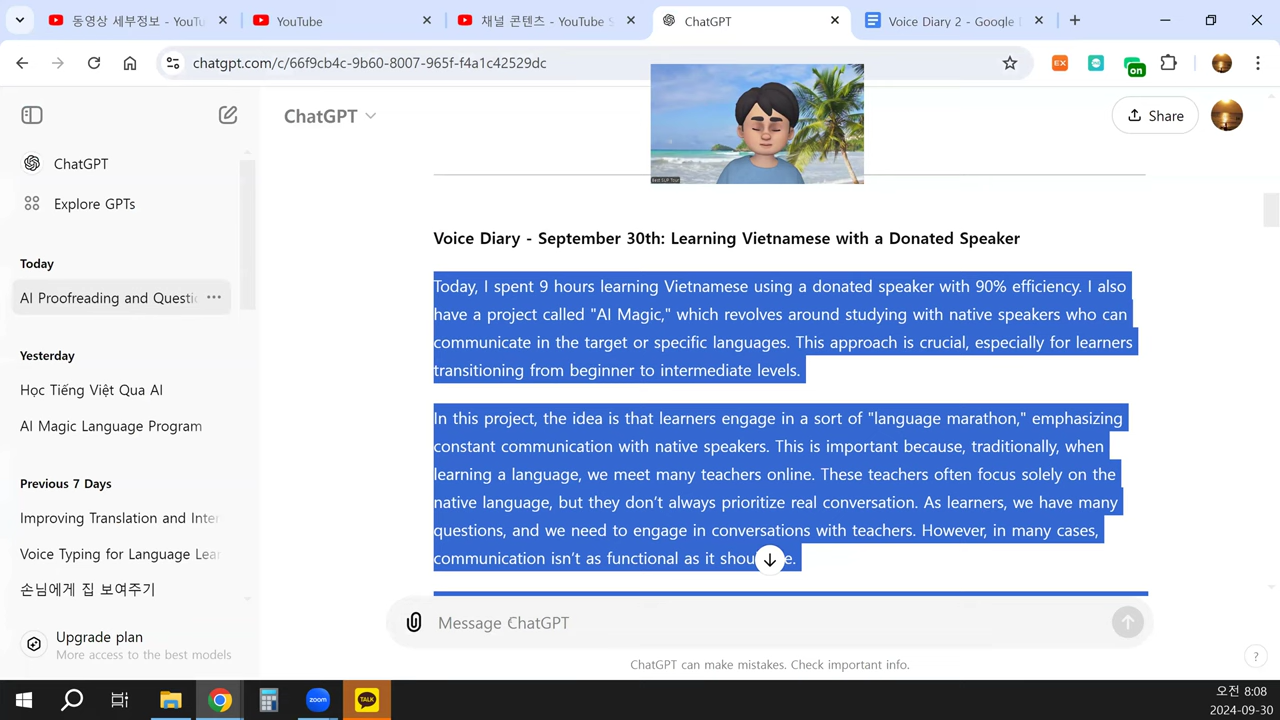 동영상 세부정보 - YouTu
YouTube
채널 콘텐츠 - YouTube S
ChatGPT
Voice Diary 2 - Google
chatgpt.com/c/66f9cb4c-9b60-8007-965f-f4a1c42529dc
EX
on
ChatGPT
Share
ChatGPT
Explore GPTs
Today
AI Proofreading and Questi
Yesterday
Học Tiếng Việt Qua AI
AI Magic Language Program
Previous 7 Days
Improving Translation and Inter
Voice Typing for Language Lear
손님에게 집 보여주기
Upgrade plan
More access to the best models
Voice Diary - September 30th: Learning Vietnamese with a Donated Speaker
Today, I spent 9 hours learning Vietnamese using a donated speaker with 90% efficiency. I also
have a project called "AI Magic," which revolves around studying with native speakers who can
communicate in the target or specific languages. This approach is crucial, especially for learners
transitioning from beginner to intermediate levels.
In this project, the idea is that learners engage in a sort of "language marathon," emphasizing
constant communication with native speakers. This is important because, traditionally, when
learning a language, we meet many teachers online. These teachers often focus solely on the
native language, but they don't always prioritize real conversation. As learners, we have many
questions, and we need to engage in conversations with teachers. However, in many cases,
communication isn't as functional as it shou e.
Message ChatGPT
ChatGPT can make mistakes. Check important info.
?
zoom
TALK
오전 8:08
2024-09-30